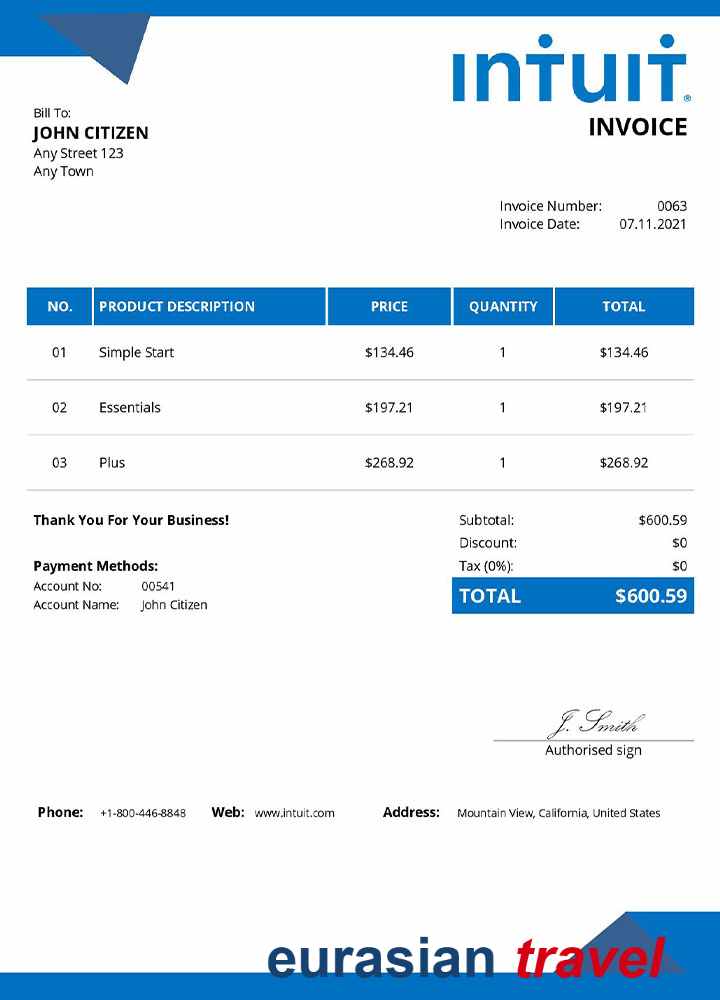 intuit®
INVOICE
Bill To:
JOHN CITIZEN
Any Street 123
Any Town
Invoice Number: 0063
Invoice Date: 07.11.2021
NO. PRODUCT DESCRIPTION PRICE QUANTITY TOTAL
01 Simple Start $134.46 1 $134.46
02 Essentials $197.21 1 $197.21
03 Plus $268.92 1 $268.92
Thank You For Your Business!
Subtotal: $600.59
Discount: $0
Payment Methods:
Tax (0%): $0
Account No: 00541
Account Name: John Citizen
TOTAL $600.59
J. Smith
Authorised sign
Phone: +1-800-446-8848 Web: www.intuit.com Address: Mountain View, California, United States
eurasian travel